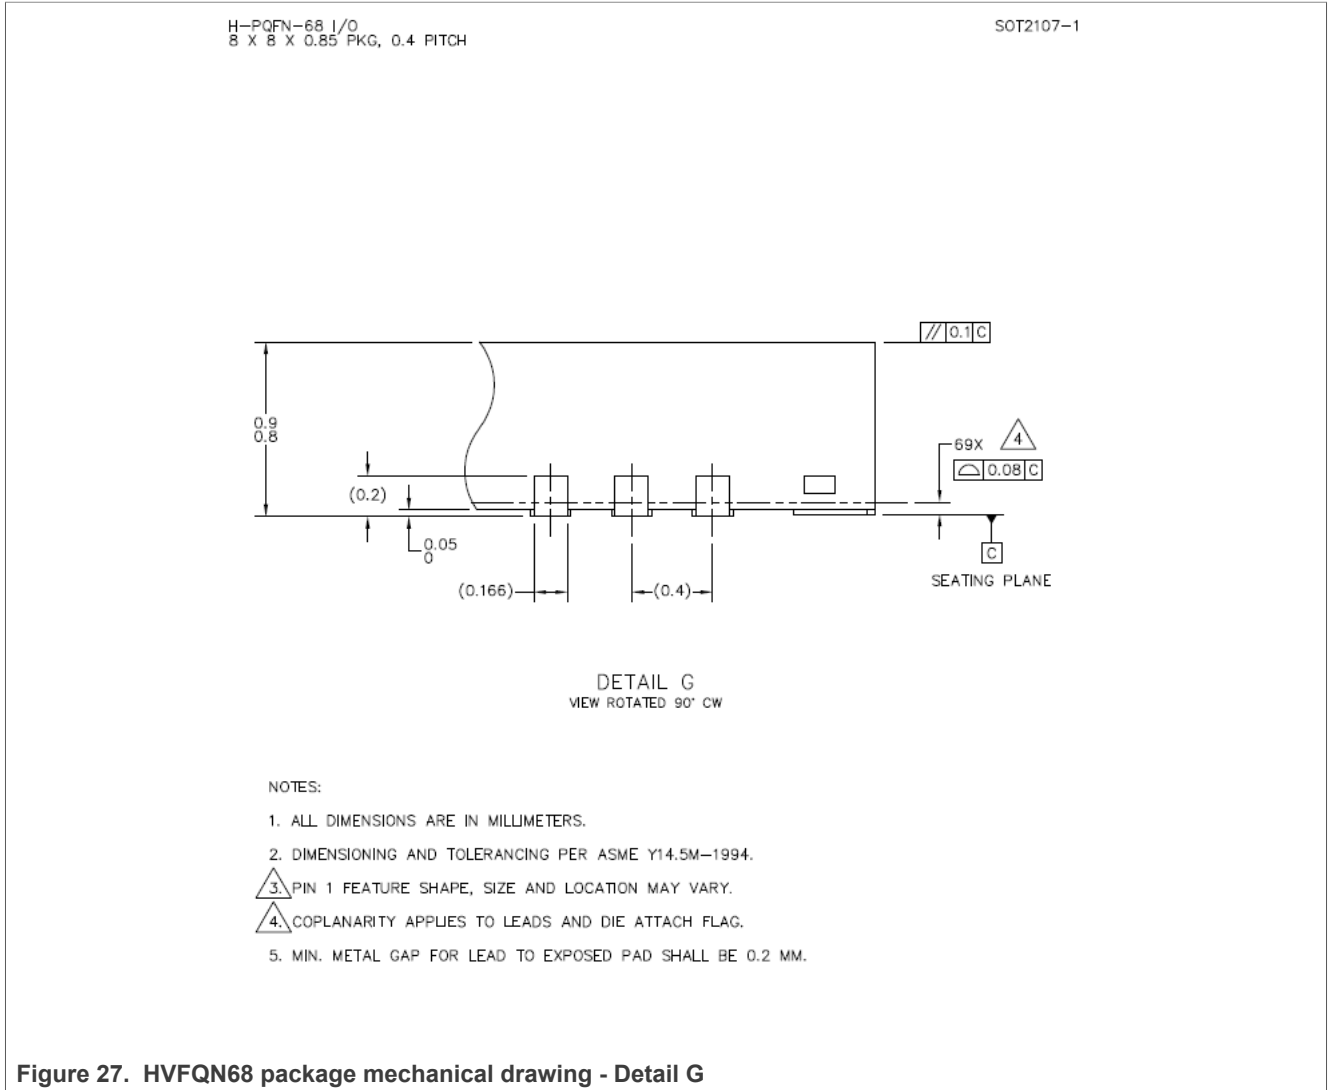 H-PQFN-68 I/O
8 X 8 X 0.85 PKG, 0.4 PITCH
SOT2107-1
// 0.1 C
0.9
0.8
69X 4
0.08 C
(0.2)
0.05
0
C
SEATING PLANE
(0.166)
(0.4)
DETAIL G
VIEW ROTATED 90° CW
NOTES:
1. ALL DIMENSIONS ARE IN MILLIMETERS.
2. DIMENSIONING AND TOLERANCING PER ASME Y14.5M-1994.
3. PIN 1 FEATURE SHAPE, SIZE AND LOCATION MAY VARY.
4. COPLANARITY APPLIES TO LEADS AND DIE ATTACH FLAG.
5. MIN. METAL GAP FOR LEAD TO EXPOSED PAD SHALL BE 0.2 MM.
Figure 27. HVFQN68 package mechanical drawing - Detail G